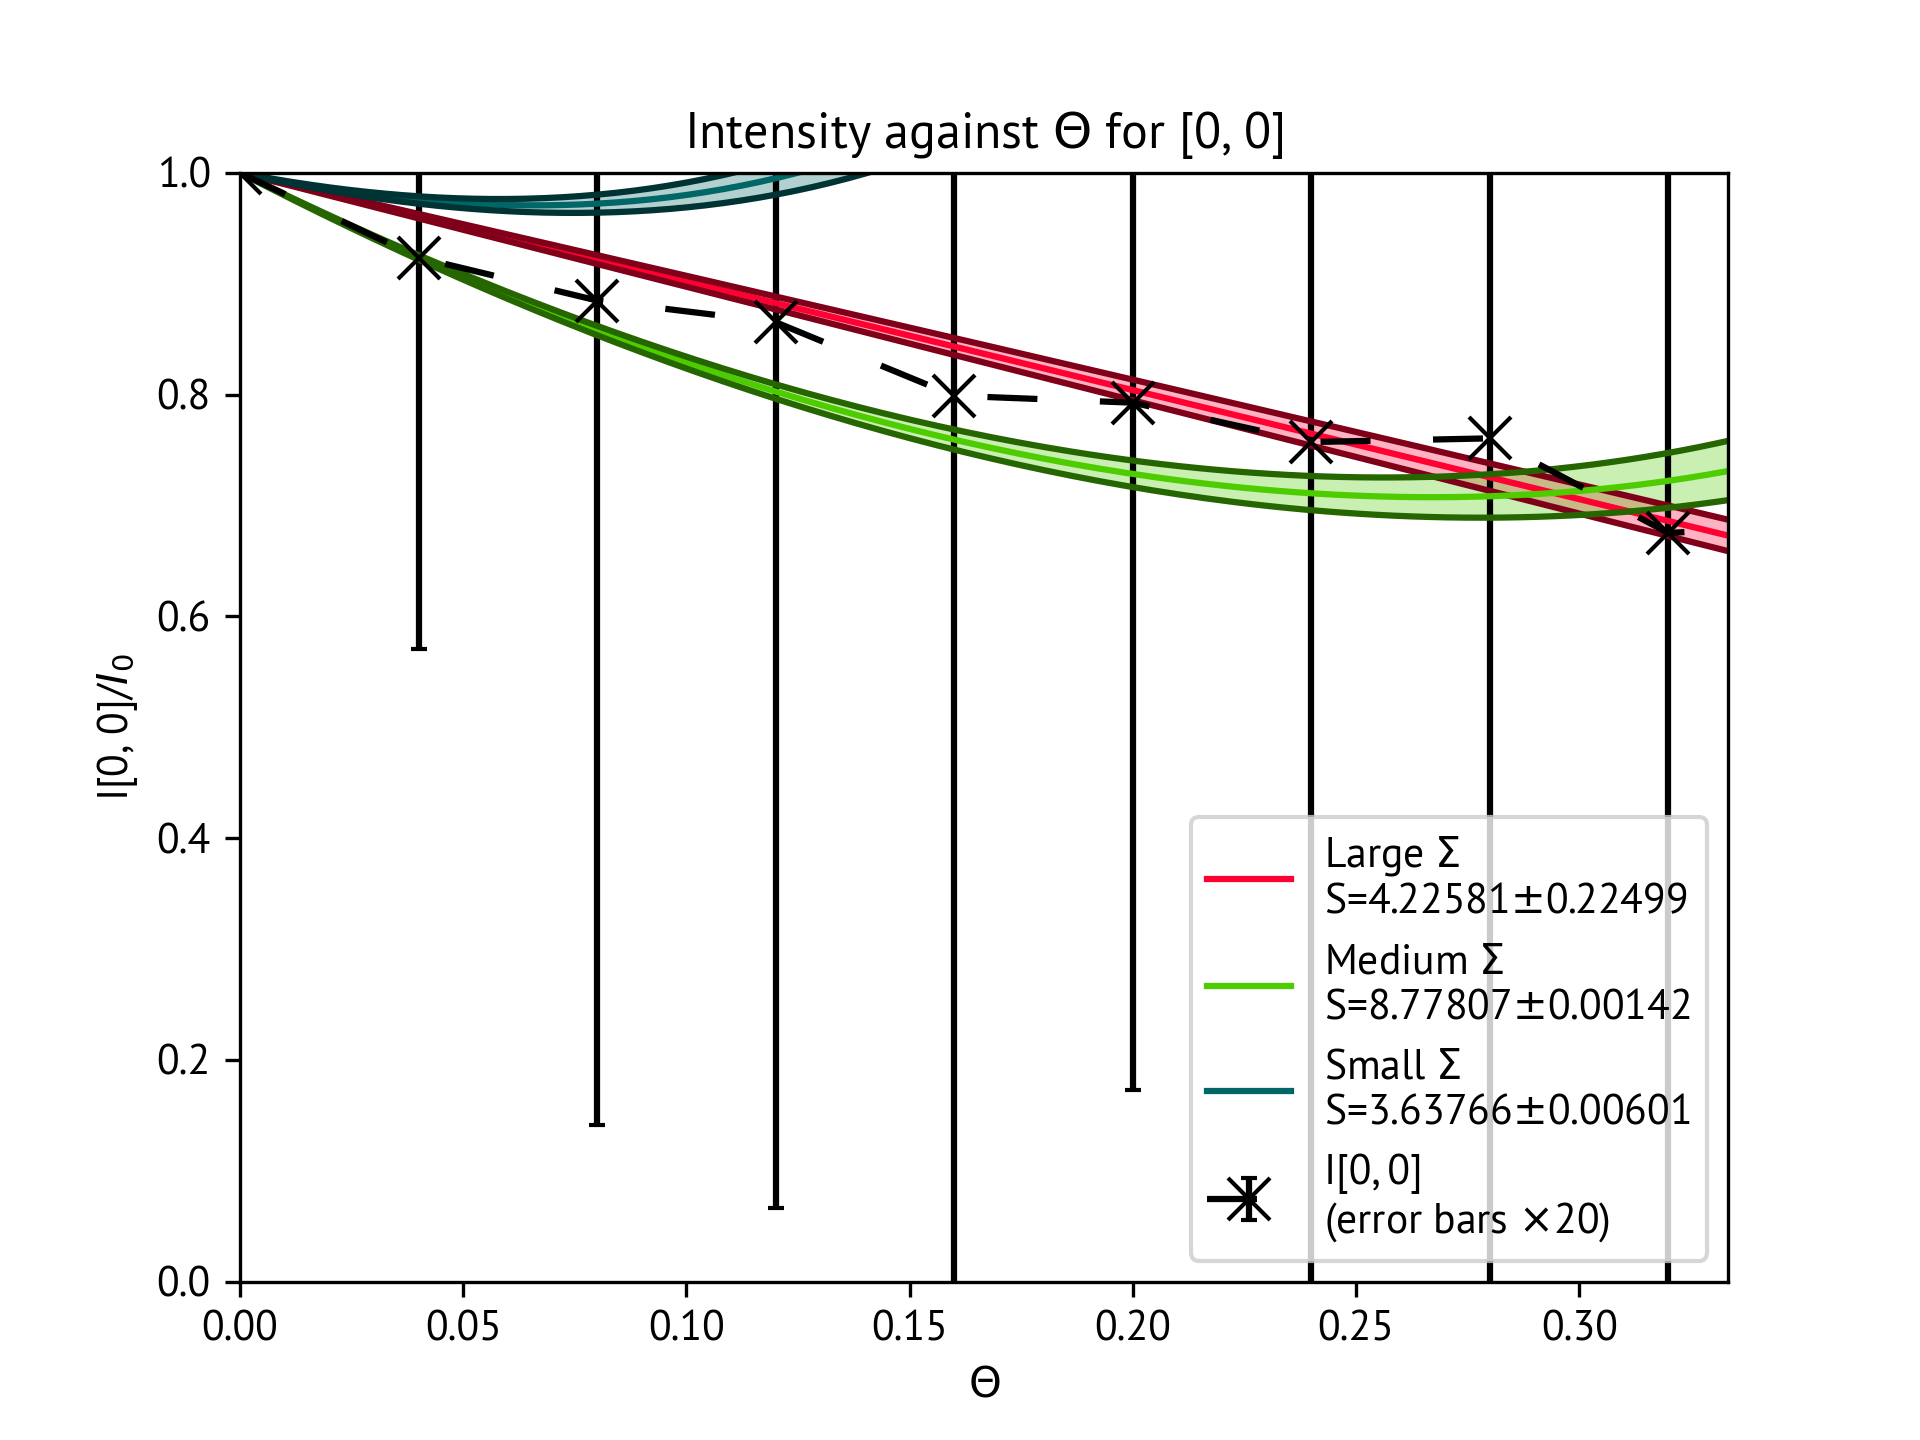 Intensity against Θ for [0, 0]
I[0, 0]/I₀
1.0
0.8
0.6
0.4
0.2
0.0
0.00 0.05 0.10 0.15 0.20 0.25 0.30
Θ
Large Σ
S=4.22581±0.22499
Medium Σ
S=8.77807±0.00142
Small Σ
S=3.63766±0.00601
I[0, 0]
(error bars ×20)